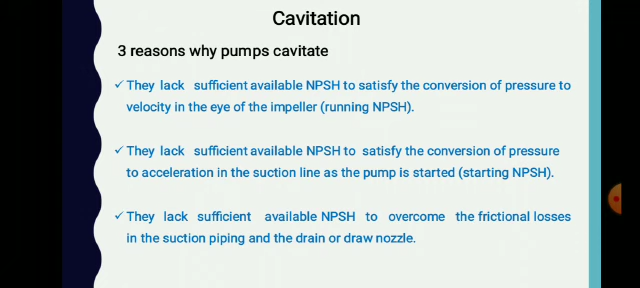 Cavitation
3 reasons why pumps cavitate
✓ They lack sufficient available NPSH to satisfy the conversion of pressure to
velocity in the eye of the impeller (running NPSH).
✓ They lack sufficient available NPSH to satisfy the conversion of pressure
to acceleration in the suction line as the pump is started (starting NPSH).
✓ They lack sufficient available NPSH to overcome the frictional losses
in the suction piping and the drain or draw nozzle.